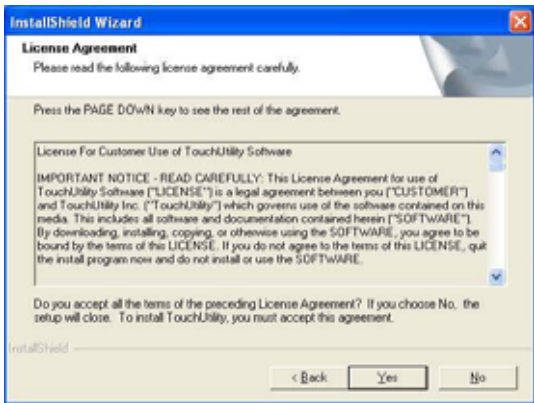 InstallShield Wizard
License Agreement
Please read the following license agreement carefully.
Press the PAGE DOWN key to see the rest of the agreement.
License For Customer Use of TouchUtility Software
IMPORTANT NOTICE - READ CAREFULLY: This License Agreement for use of
TouchUtility Software ("LICENSE") is a legal agreement between you ("CUSTOMER")
and TouchUtility Inc. ("TouchUtility") which governs use of the software contained on this
media. This includes all software and documentation contained herein ("SOFTWARE").
By downloading, installing, copying, or otherwise using the SOFTWARE, you agree to be
bound by the terms of this LICENSE. If you do not agree to the terms of this LICENSE, quit
the install program now and do not install or use the SOFTWARE.
Do you accept all the terms of the preceding License Agreement? If you choose No, the
setup will close. To install TouchUtility, you must accept this agreement.
InstallShield
< Back Yes No